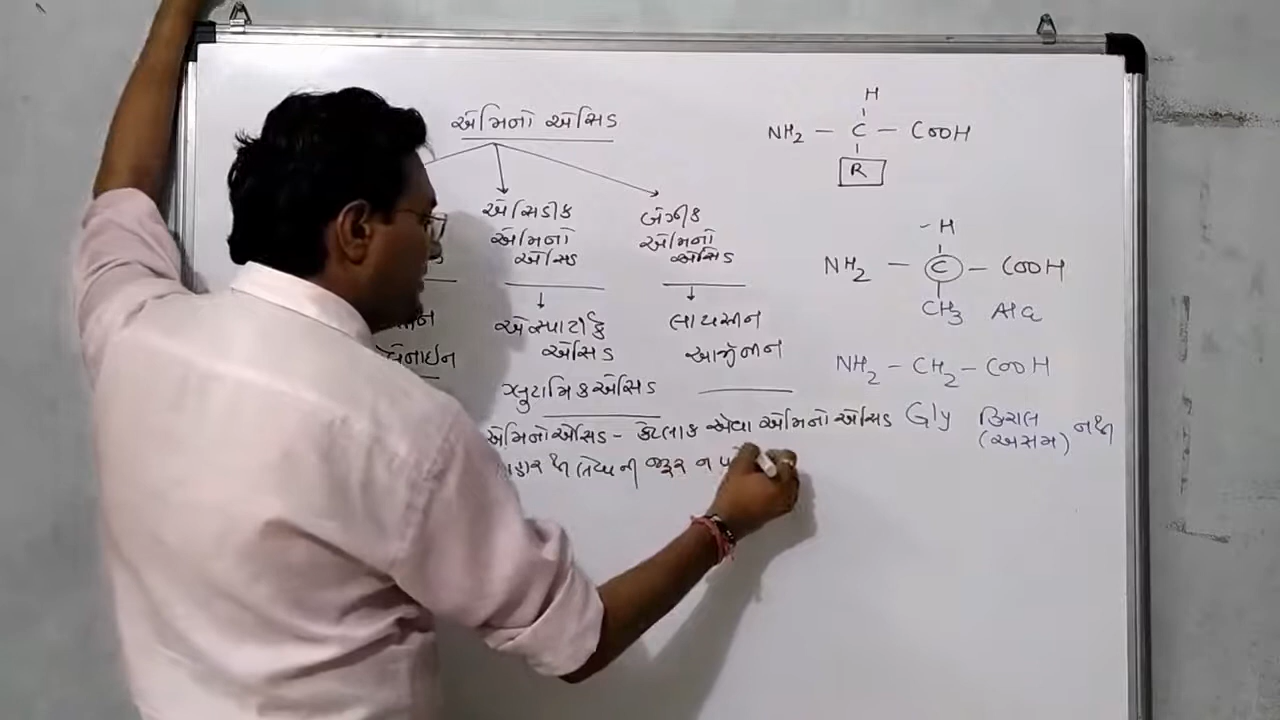 એમિનો એસિડ
એસિડીક
એમિનો
એસિડ
બેઝીક
એમિનો
એસિડ
એસ્પાર્ટીક
એસિડ
ગ્લુટામિક એસિડ
લાયસીન
આર્જીનીન
એમિનો એસિડ - કેટલાક એવા એમિનો એસિડ
ની જરૂર ન
H
NH2 - C - COOH
R
- H
NH2 - C - COOH
CH3 Ala
NH2 - CH2 - COOH
Gly કિરાલ નથી
(અસમ)